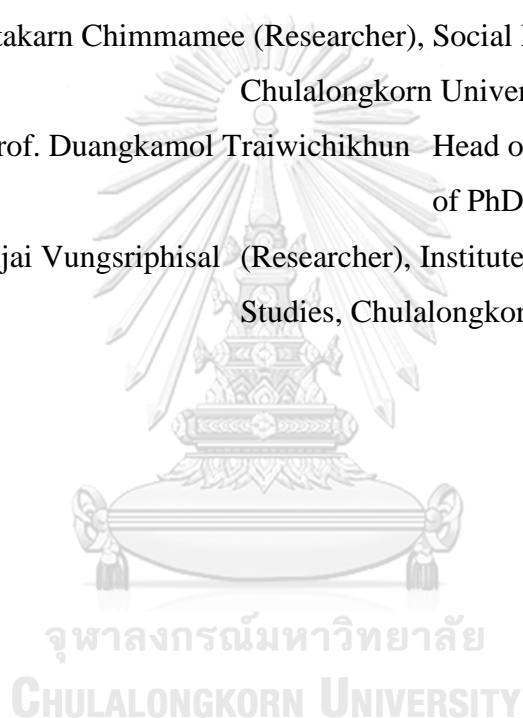 takarn Chimmamee (Researcher), Social
Chulalongkorn Univer
rof. Duangkamol Traiwichikhun Head o
of PhD
jai Vungsriphisal (Researcher), Institute
Studies, Chulalongkor
จุฬาลงกรณ์มหาวิทยาลัย
CHULALONGKORN UNIVERSITY